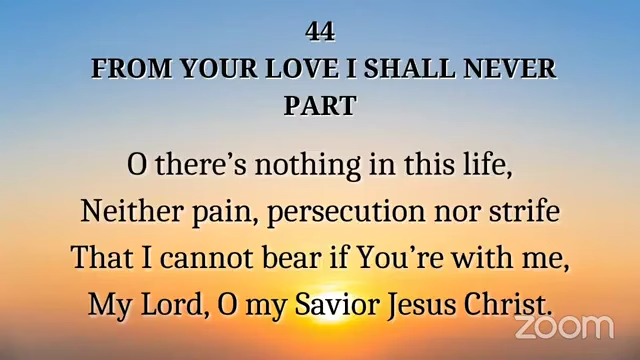 44
FROM YOUR LOVE I SHALL NEVER
PART
O there’s nothing in this life,
Neither pain, persecution nor strife
That I cannot bear if You’re with me,
My Lord, O my Savior Jesus Christ.
zoom